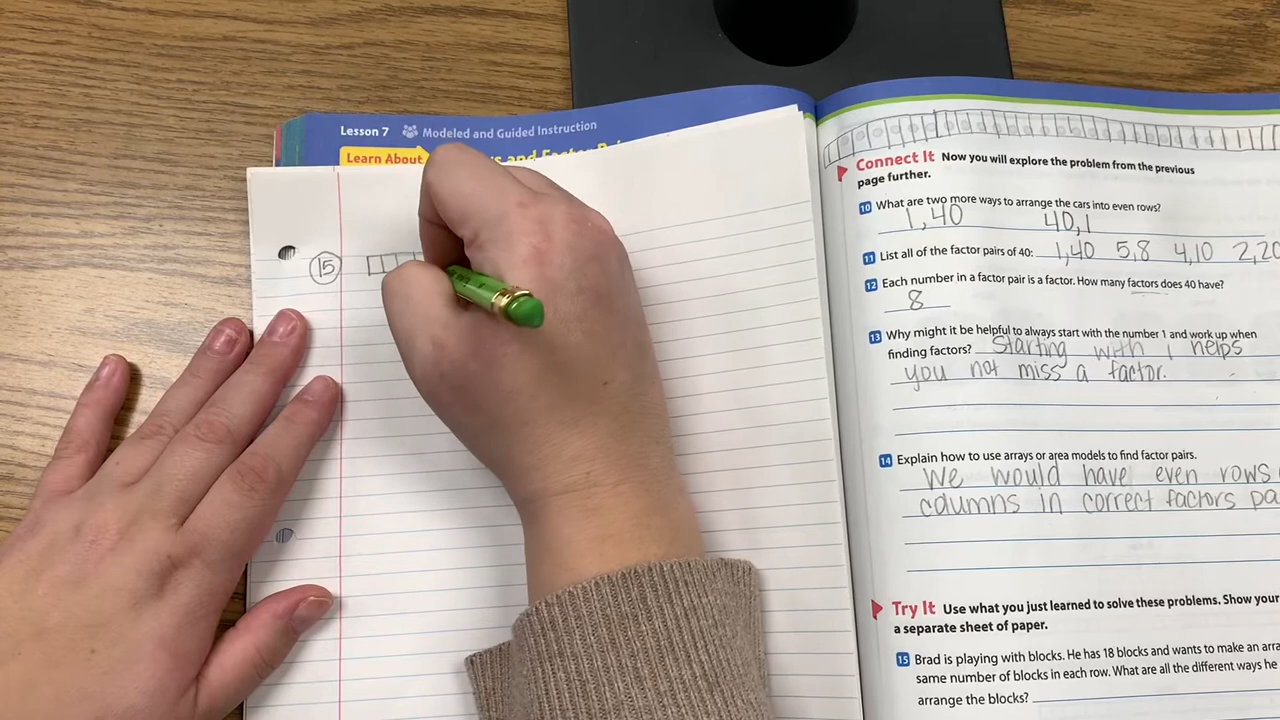 Lesson 7 Modeled and Guided Instruction
Learn About
15
Connect It Now you will explore the problem from the previous
page further.
10 What are two more ways to arrange the cars into even rows?
1,40 40,1
11 List all of the factor pairs of 40: 1,40 5,8 4,10 2,20
12 Each number in a factor pair is a factor. How many factors does 40 have?
8
13 Why might it be helpful to always start with the number 1 and work up when
finding factors? Starting with 1 helps
you not miss a factor.
14 Explain how to use arrays or area models to find factor pairs.
We would have even rows
columns in correct factors pa
Try It Use what you just learned to solve these problems. Show your
a separate sheet of paper.
15 Brad is playing with blocks. He has 18 blocks and wants to make an arra
same number of blocks in each row. What are all the different ways he
arrange the blocks?